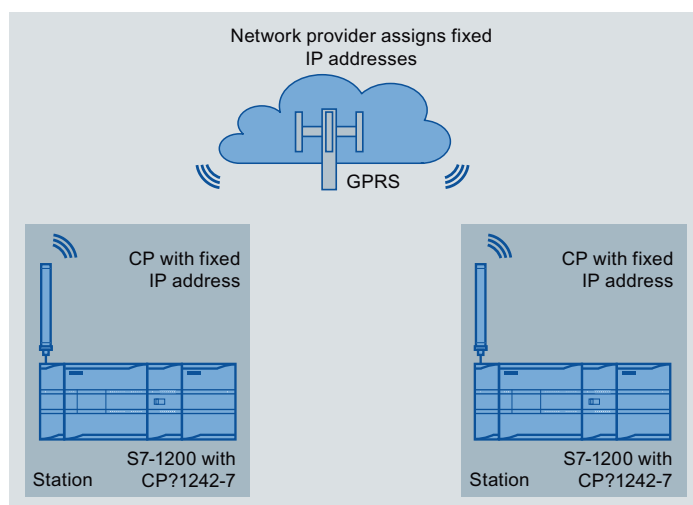 Network provider assigns fixed
IP addresses
GPRS
CP with fixed
IP address
S7-1200 with
Station
CP?1242-7
CP with fixed
IP address
S7-1200 with
Station
CP?1242-7